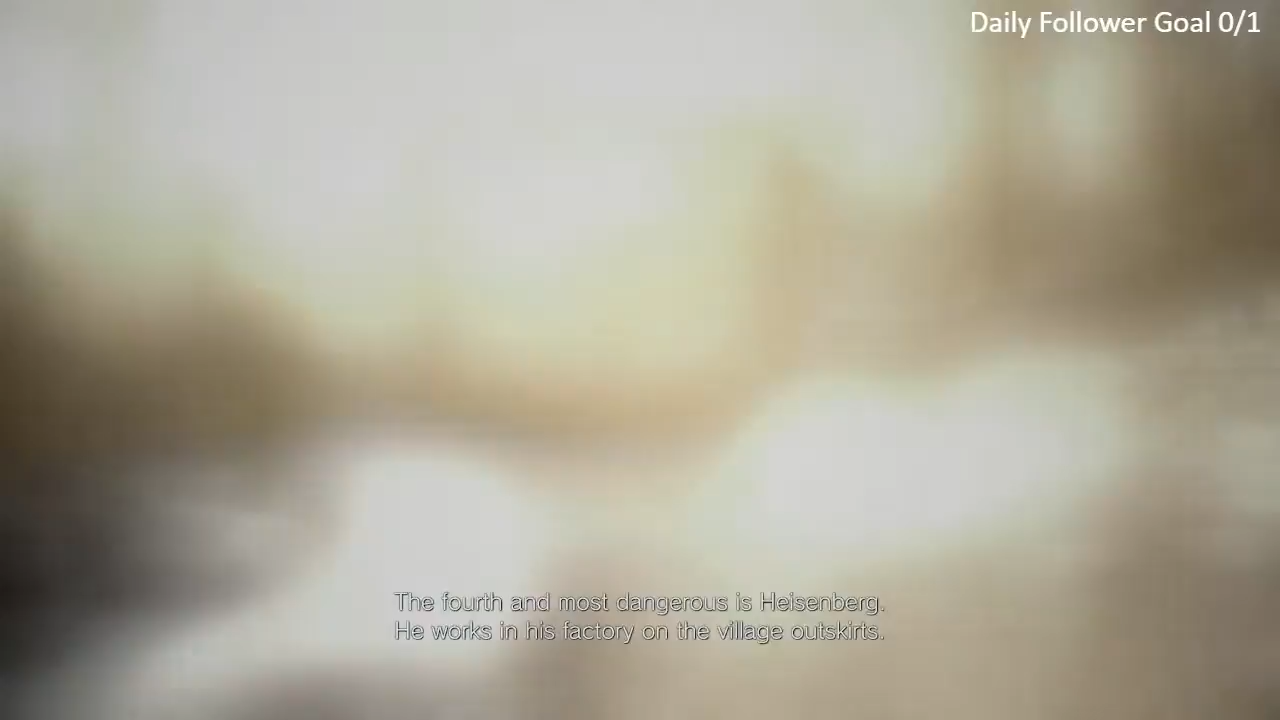 Daily Follower Goal 0/1
The fourth and most dangerous is Heisenberg.
He works in his factory on the village outskirts.